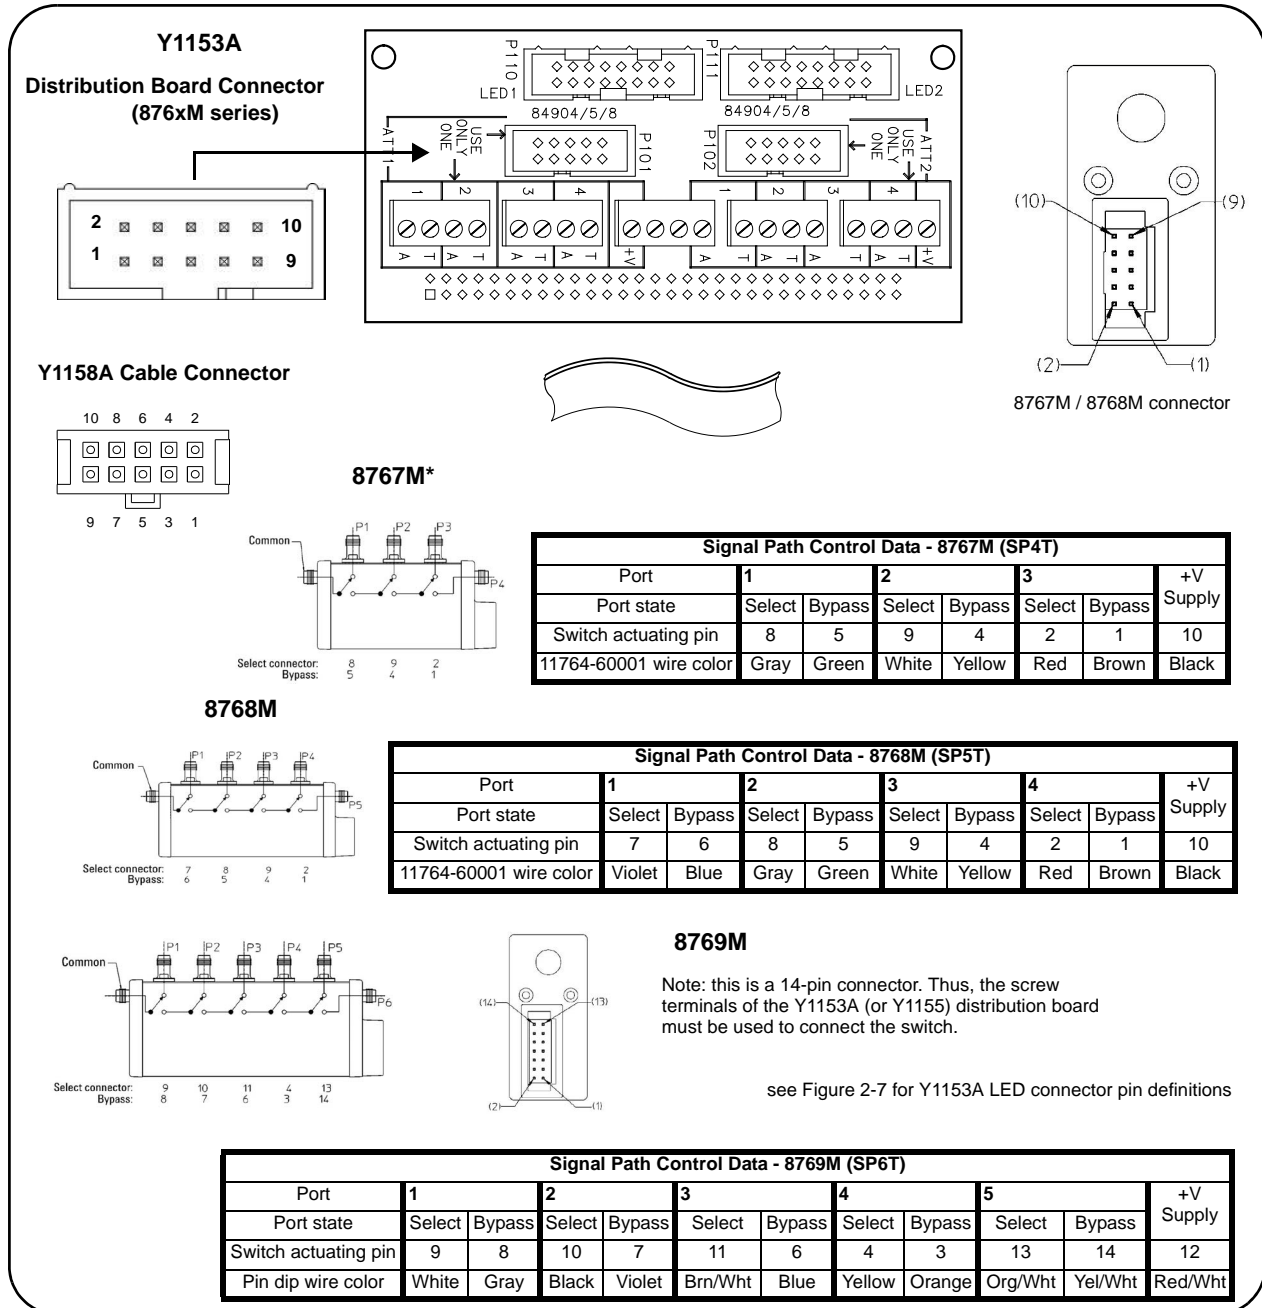 Y1153A
Distribution Board Connector
(876xM series)
2 10
1 9
P110
P111
LED1
LED2
84904/5/8 84904/5/8
ATT1
USE ONLY ONE
P101
P102
USE ONLY ONE
ATT2
1 2 3 4 1 2 3 4
A T A T A T A T +V A T A T A T A T +V
(10) (9)
(2) (1)
8767M / 8768M connector
Y1158A Cable Connector
10 8 6 4 2
9 7 5 3 1
8767M*
P1 P2 P3
Common
P4
Select connector: 8 9 2
Bypass: 5 4 1
Signal Path Control Data - 8767M (SP4T)
Port 1 2 3 +V Supply
Port state Select Bypass Select Bypass Select Bypass
Switch actuating pin 8 5 9 4 2 1 10
11764-60001 wire color Gray Green White Yellow Red Brown Black
8768M
P1 P2 P3 P4
Common
P5
Select connector: 7 8 9 2
Bypass: 6 5 4 1
Signal Path Control Data - 8768M (SP5T)
Port 1 2 3 4 +V Supply
Port state Select Bypass Select Bypass Select Bypass Select Bypass
Switch actuating pin 7 6 8 5 9 4 2 1 10
11764-60001 wire color Violet Blue Gray Green White Yellow Red Brown Black
P1 P2 P3 P4 P5
Common
P6
Select connector: 9 10 11 4 13
Bypass: 8 7 6 3 14
(14) (13)
(2) (1)
8769M
Note: this is a 14-pin connector. Thus, the screw
terminals of the Y1153A (or Y1155) distribution board
must be used to connect the switch.
see Figure 2-7 for Y1153A LED connector pin definitions
Signal Path Control Data - 8769M (SP6T)
Port 1 2 3 4 5 +V Supply
Port state Select Bypass Select Bypass Select Bypass Select Bypass Select Bypass
Switch actuating pin 9 8 10 7 11 6 4 3 13 14 12
Pin dip wire color White Gray Black Violet Brn/Wht Blue Yellow Orange Org/Wht Yel/Wht Red/Wht